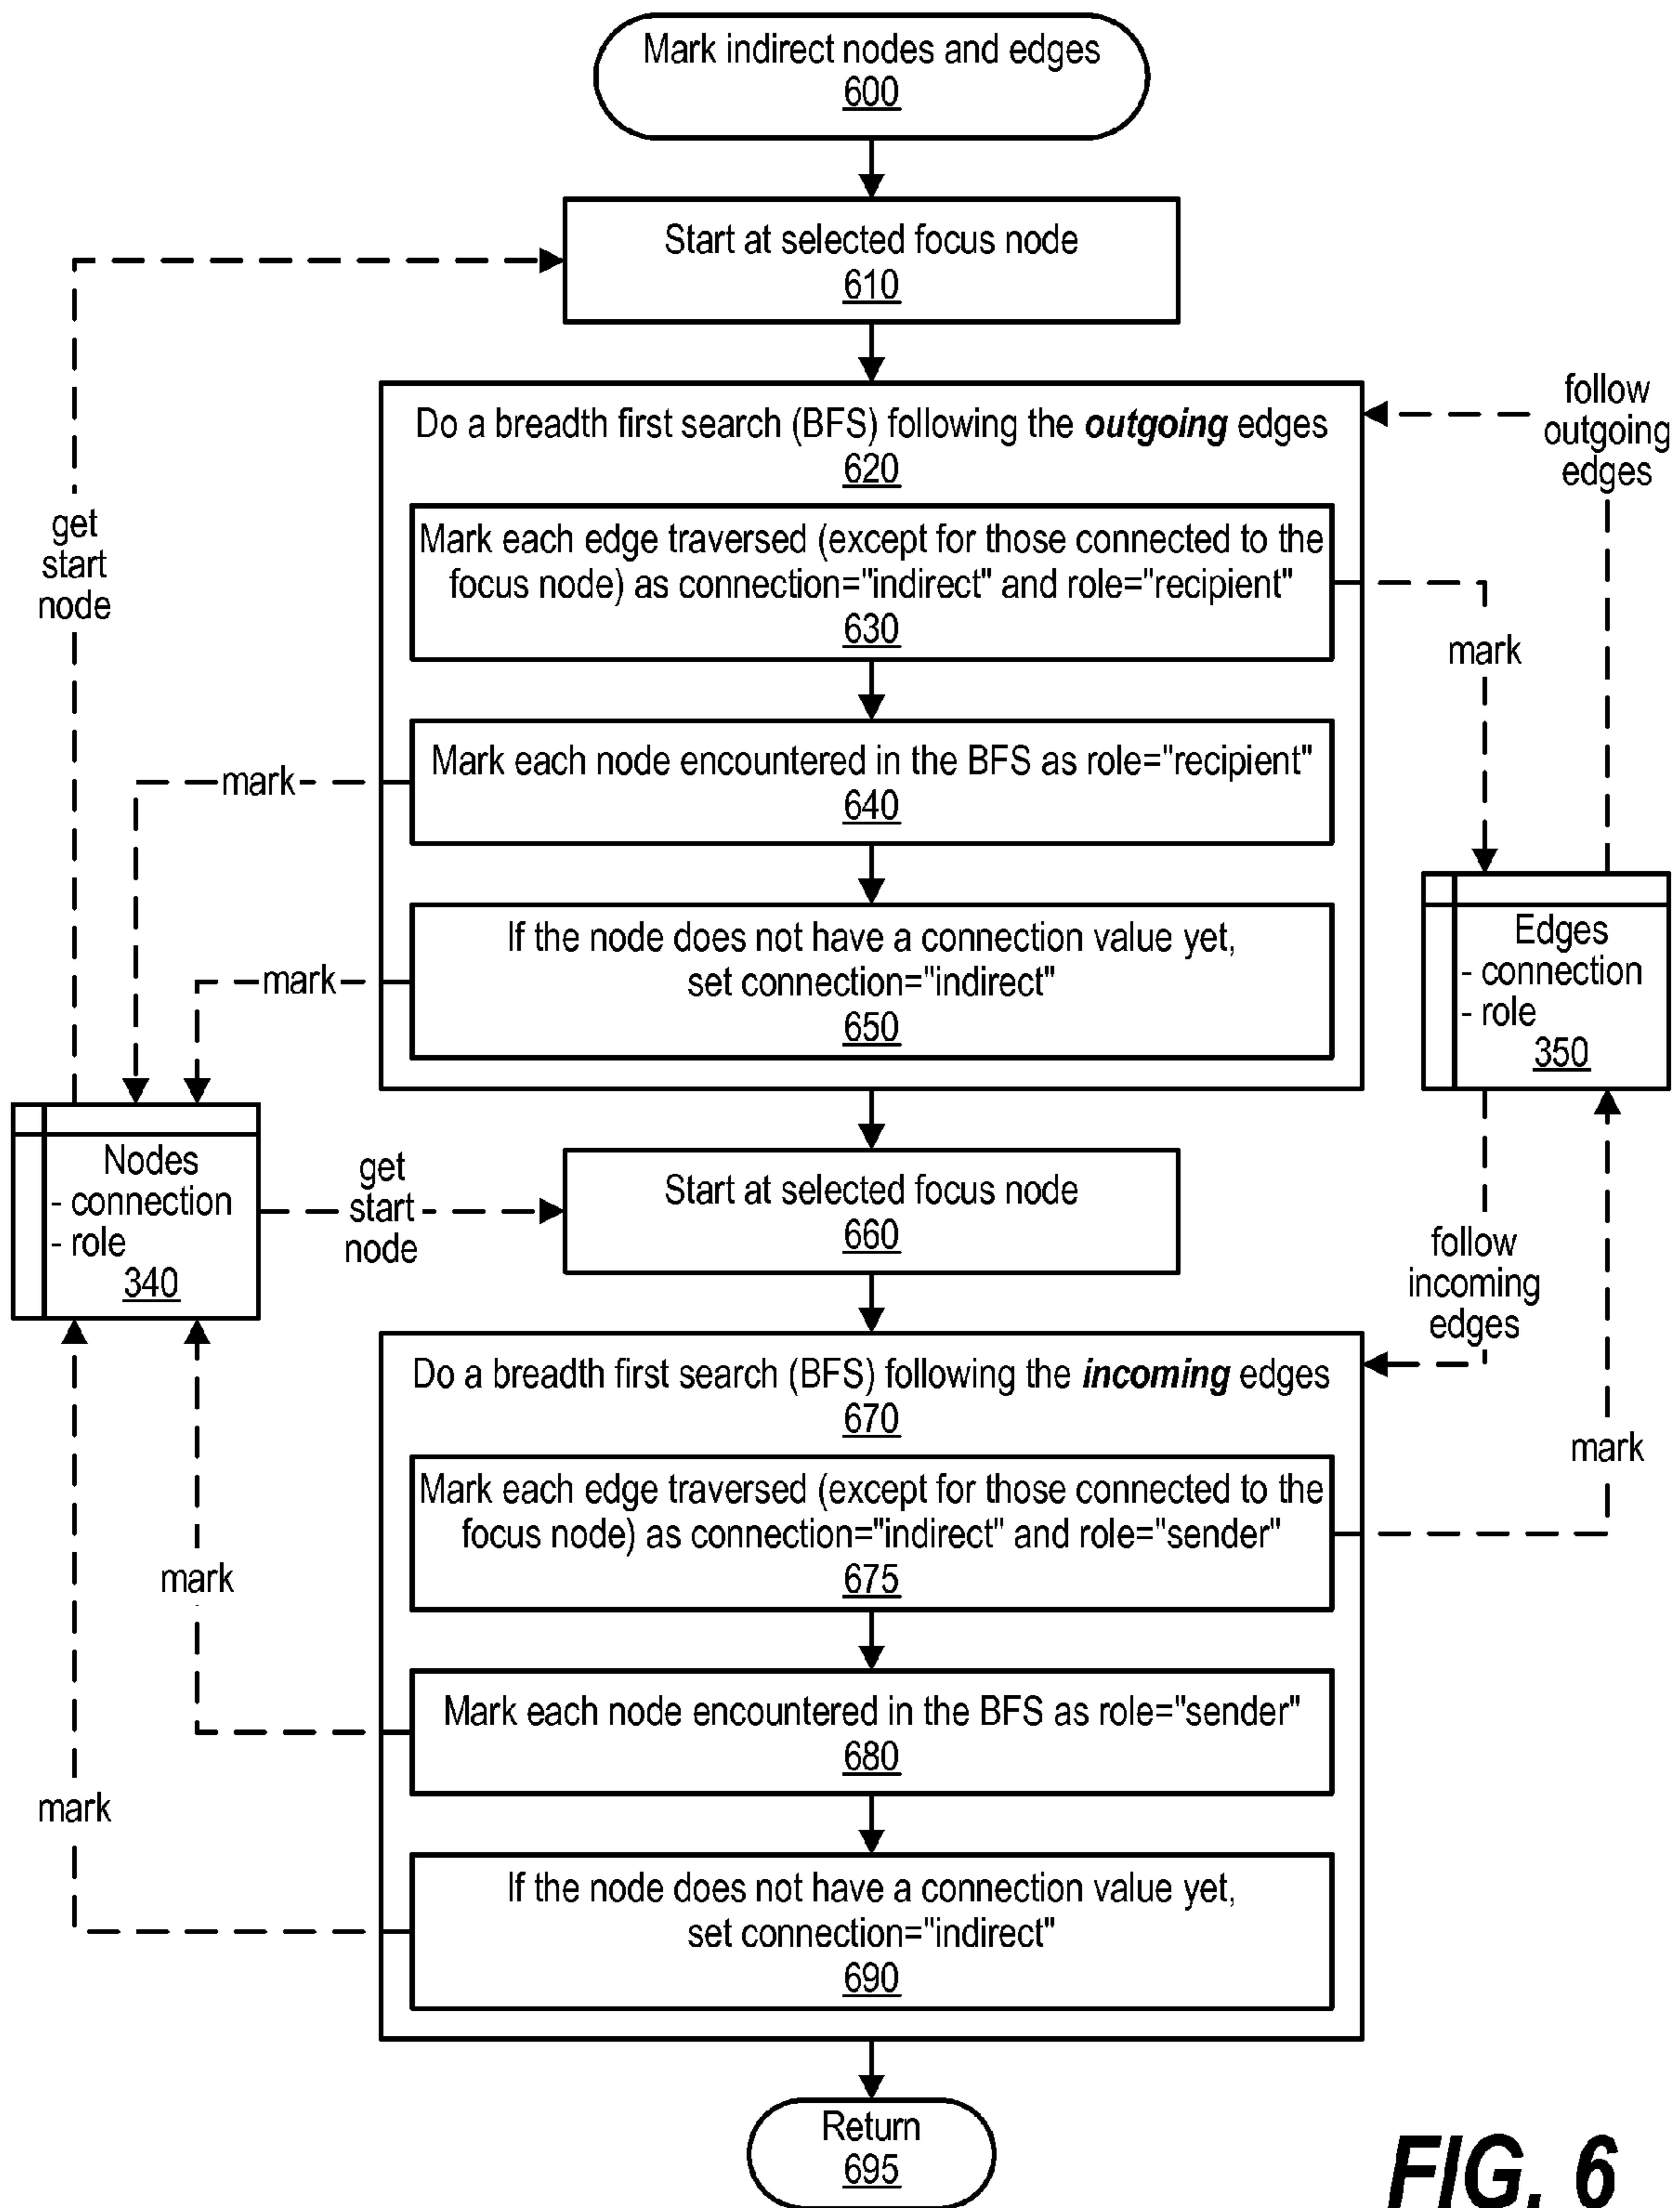 Mark indirect nodes and edges
600
Start at selected focus node
610
Do a breadth first search (BFS) following the outgoing edges
620
follow
outgoing
edges
Mark each edge traversed (except for those connected to the
focus node) as connection="indirect" and role="recipient"
630
get
start
node
mark
Mark each node encountered in the BFS as role="recipient"
640
mark
If the node does not have a connection value yet,
set connection="indirect"
650
mark
Edges
- connection
- role
350
Nodes
- connection
- role
340
get
start
node
Start at selected focus node
660
follow
incoming
edges
Do a breadth first search (BFS) following the incoming edges
670
Mark each edge traversed (except for those connected to the
focus node) as connection="indirect" and role="sender"
675
mark
mark
Mark each node encountered in the BFS as role="sender"
680
mark
If the node does not have a connection value yet,
set connection="indirect"
690
Return
695
FIG. 6